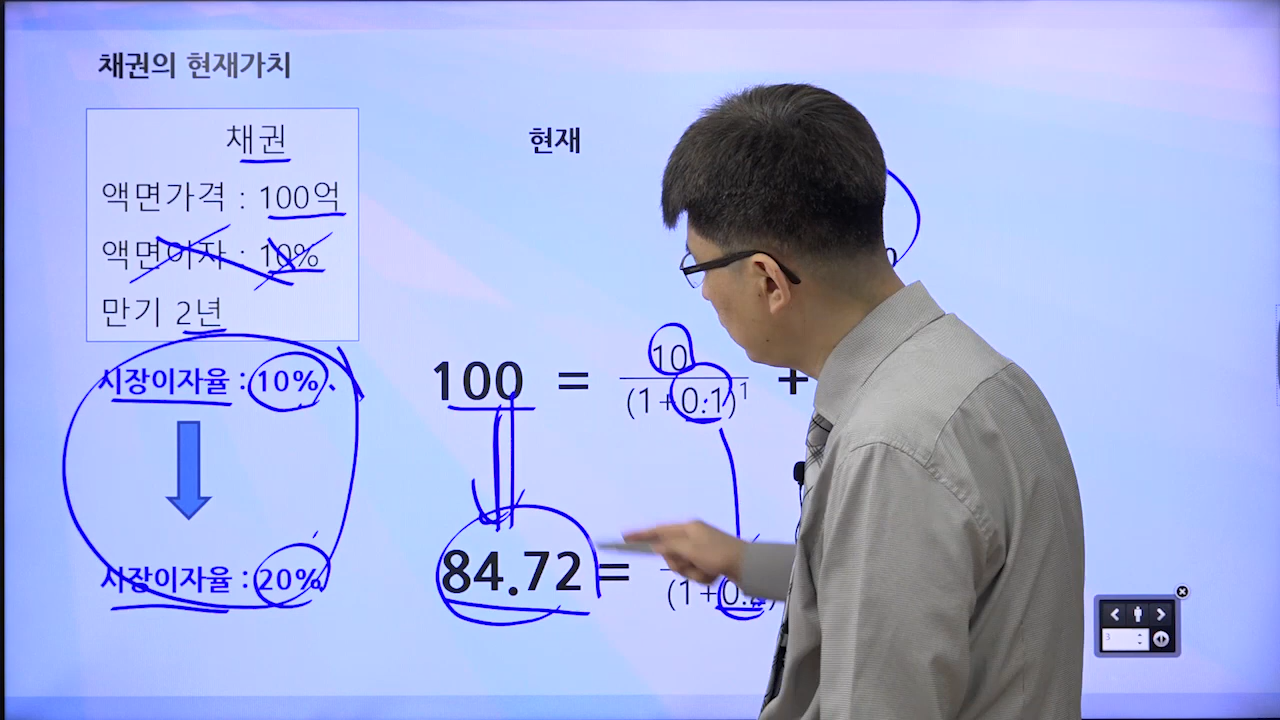 채권의 현재가치
채권
액면가격 : 100억
액면이자 : 10%
만기 2년
시장이자율 : 10%
시장이자율 : 20%
현재
100 = 10 +
(1+0.1)1
84.72 =
(1+0.2)
3